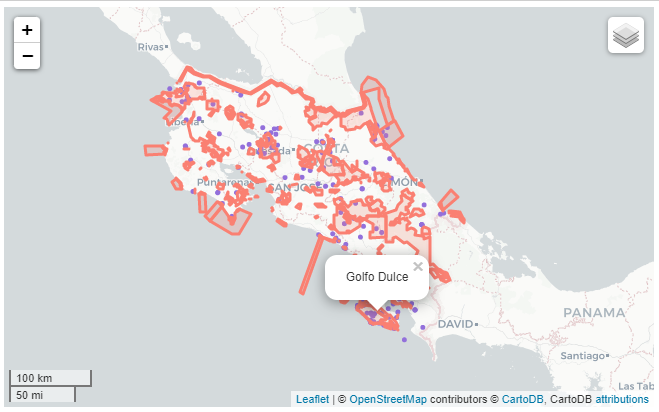 +
−
Rivas
Liberia
Quesada
COSTA
RICA
Puntarenas
SAN JOSÉ
LIMÓN
Golfo Dulce
×
DAVID
PANAMA
Santiago
Las Tab
100 km
50 mi
Leaflet | © OpenStreetMap contributors © CartoDB, CartoDB attributions